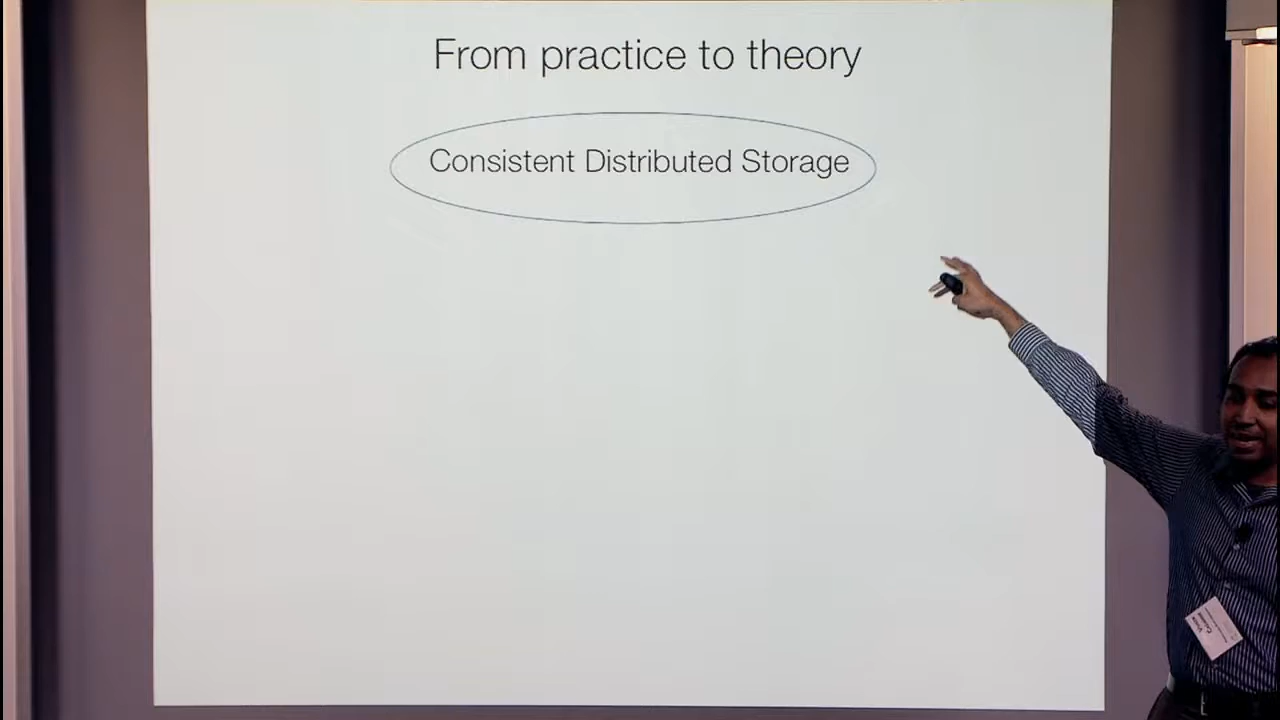 From practice to theory
Consistent Distributed Storage